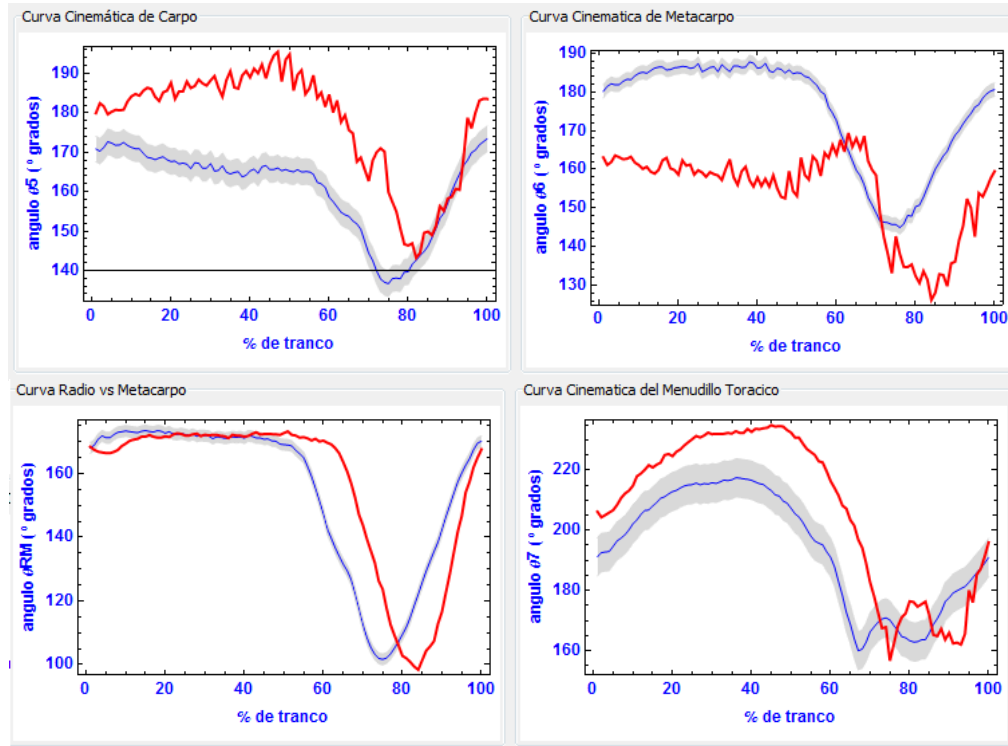 Curva Cinemática de Carpo
190
180
170
160
150
140
angulo θ5 (º grados)
0 20 40 60 80 100
% de tranco
Curva Cinematica de Metacarpo
190
180
170
160
150
140
130
angulo θ6 (º grados)
0 20 40 60 80 100
% de tranco
Curva Radio vs Metacarpo
160
140
120
100
angulo θRM (º grados)
0 20 40 60 80 100
% de tranco
Curva Cinematica del Menudillo Toracico
220
200
180
160
angulo θ7 (º grados)
0 20 40 60 80 100
% de tranco